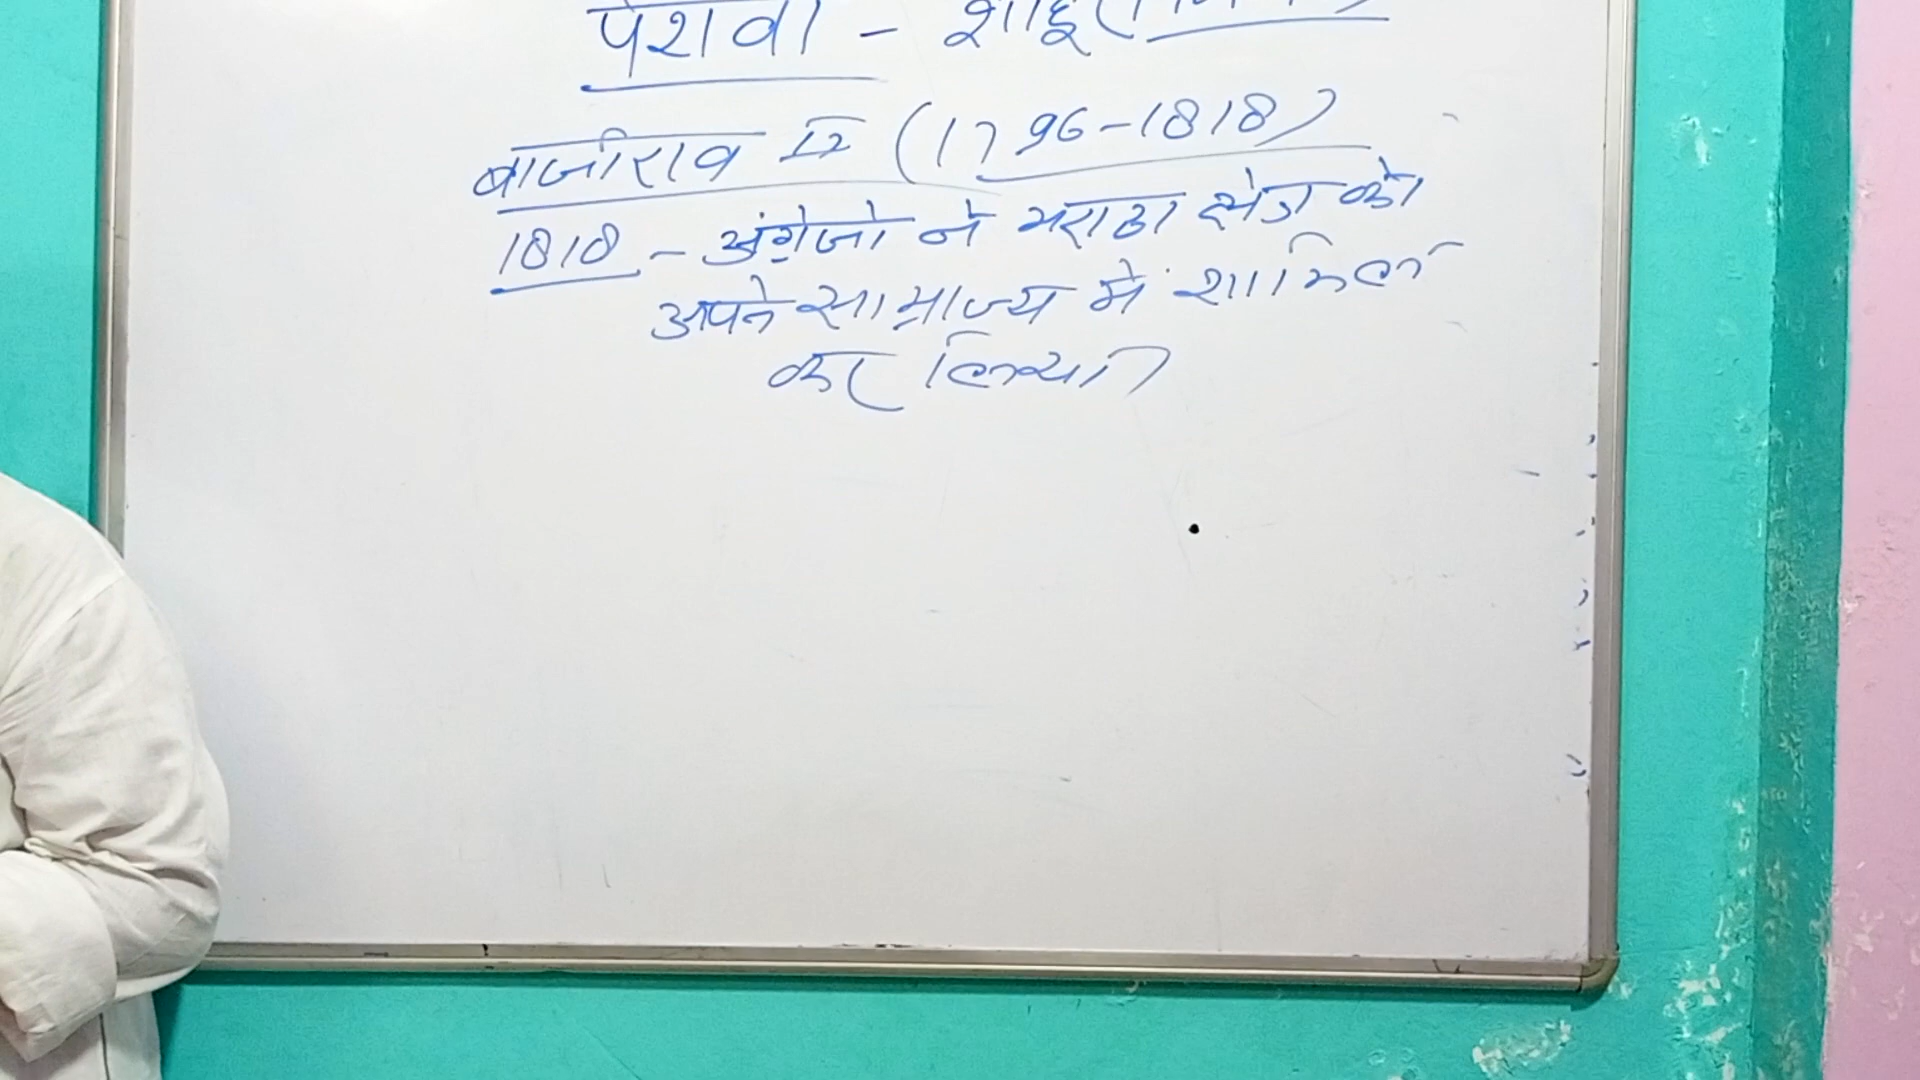 पेशवा - शाहू (
बाजीराव II (1796-1818)
1818 - अंग्रेजो ने मराठा क्षेत्र को
अपने साम्राज्य में शामिल
कर लिया।